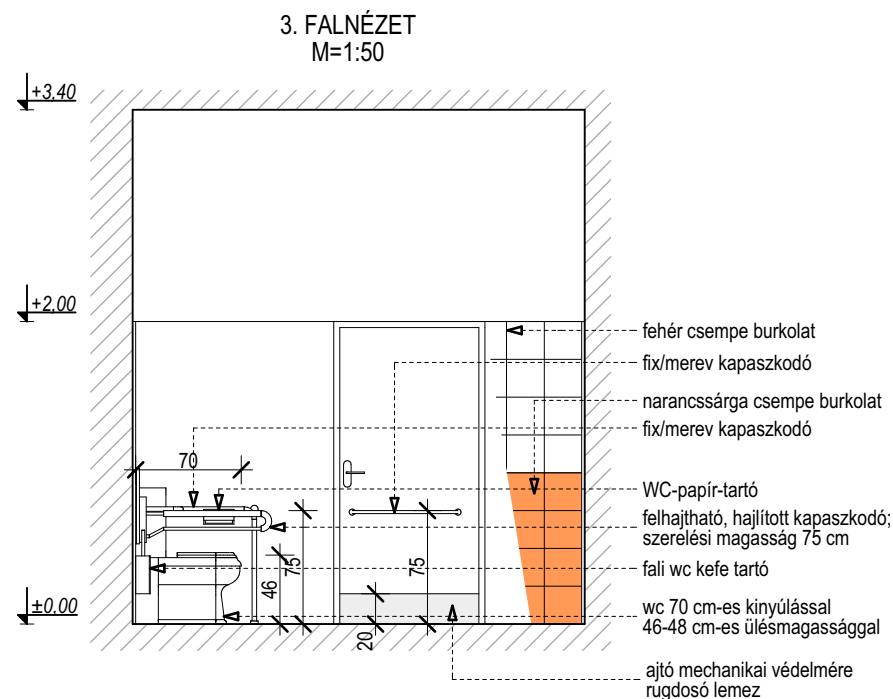 3. FALNÉZET
M=1:50
+3,40
+2,00
±0,00
fehér csempe burkolat
fix/merev kapaszkodó
narancssárga csempe burkolat
fix/merev kapaszkodó
WC-papír-tartó
felhajtható, hajlított kapaszkodó;
szerelési magasság 75 cm
fali wc kefe tartó
wc 70 cm-es kinyúlással
46-48 cm-es ülésmagassággal
ajtó mechanikai védelmére
rugdosó lemez
70
46
75
75
20